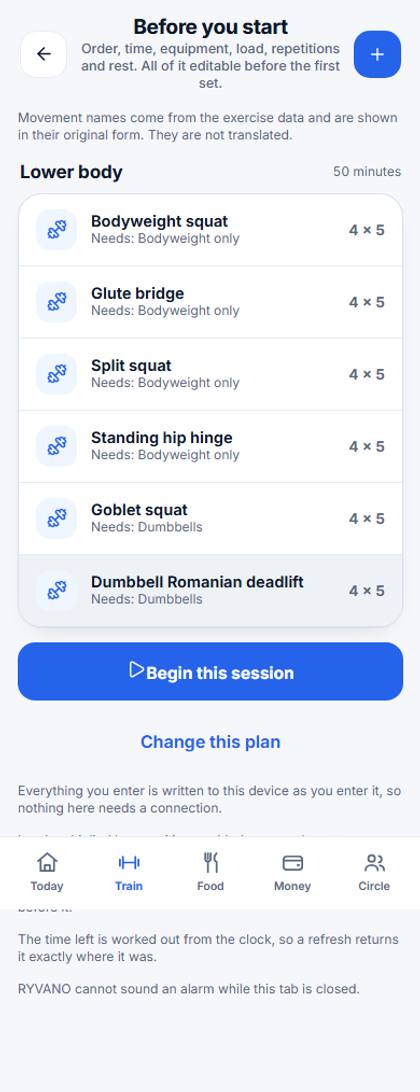 Before you start
Order, time, equipment, load, repetitions
and rest. All of it editable before the first
set.
Movement names come from the exercise data and are shown
in their original form. They are not translated.
Lower body
50 minutes
Bodyweight squat
Needs: Bodyweight only
4 × 5
Glute bridge
Needs: Bodyweight only
4 × 5
Split squat
Needs: Bodyweight only
4 × 5
Standing hip hinge
Needs: Bodyweight only
4 × 5
Goblet squat
Needs: Dumbbells
4 × 5
Dumbbell Romanian deadlift
Needs: Dumbbells
4 × 5
Begin this session
Change this plan
Everything you enter is written to this device as you enter it, so
nothing here needs a connection.
Today
Train
Food
Money
Circle
before it.
The time left is worked out from the clock, so a refresh returns
it exactly where it was.
RYVANO cannot sound an alarm while this tab is closed.